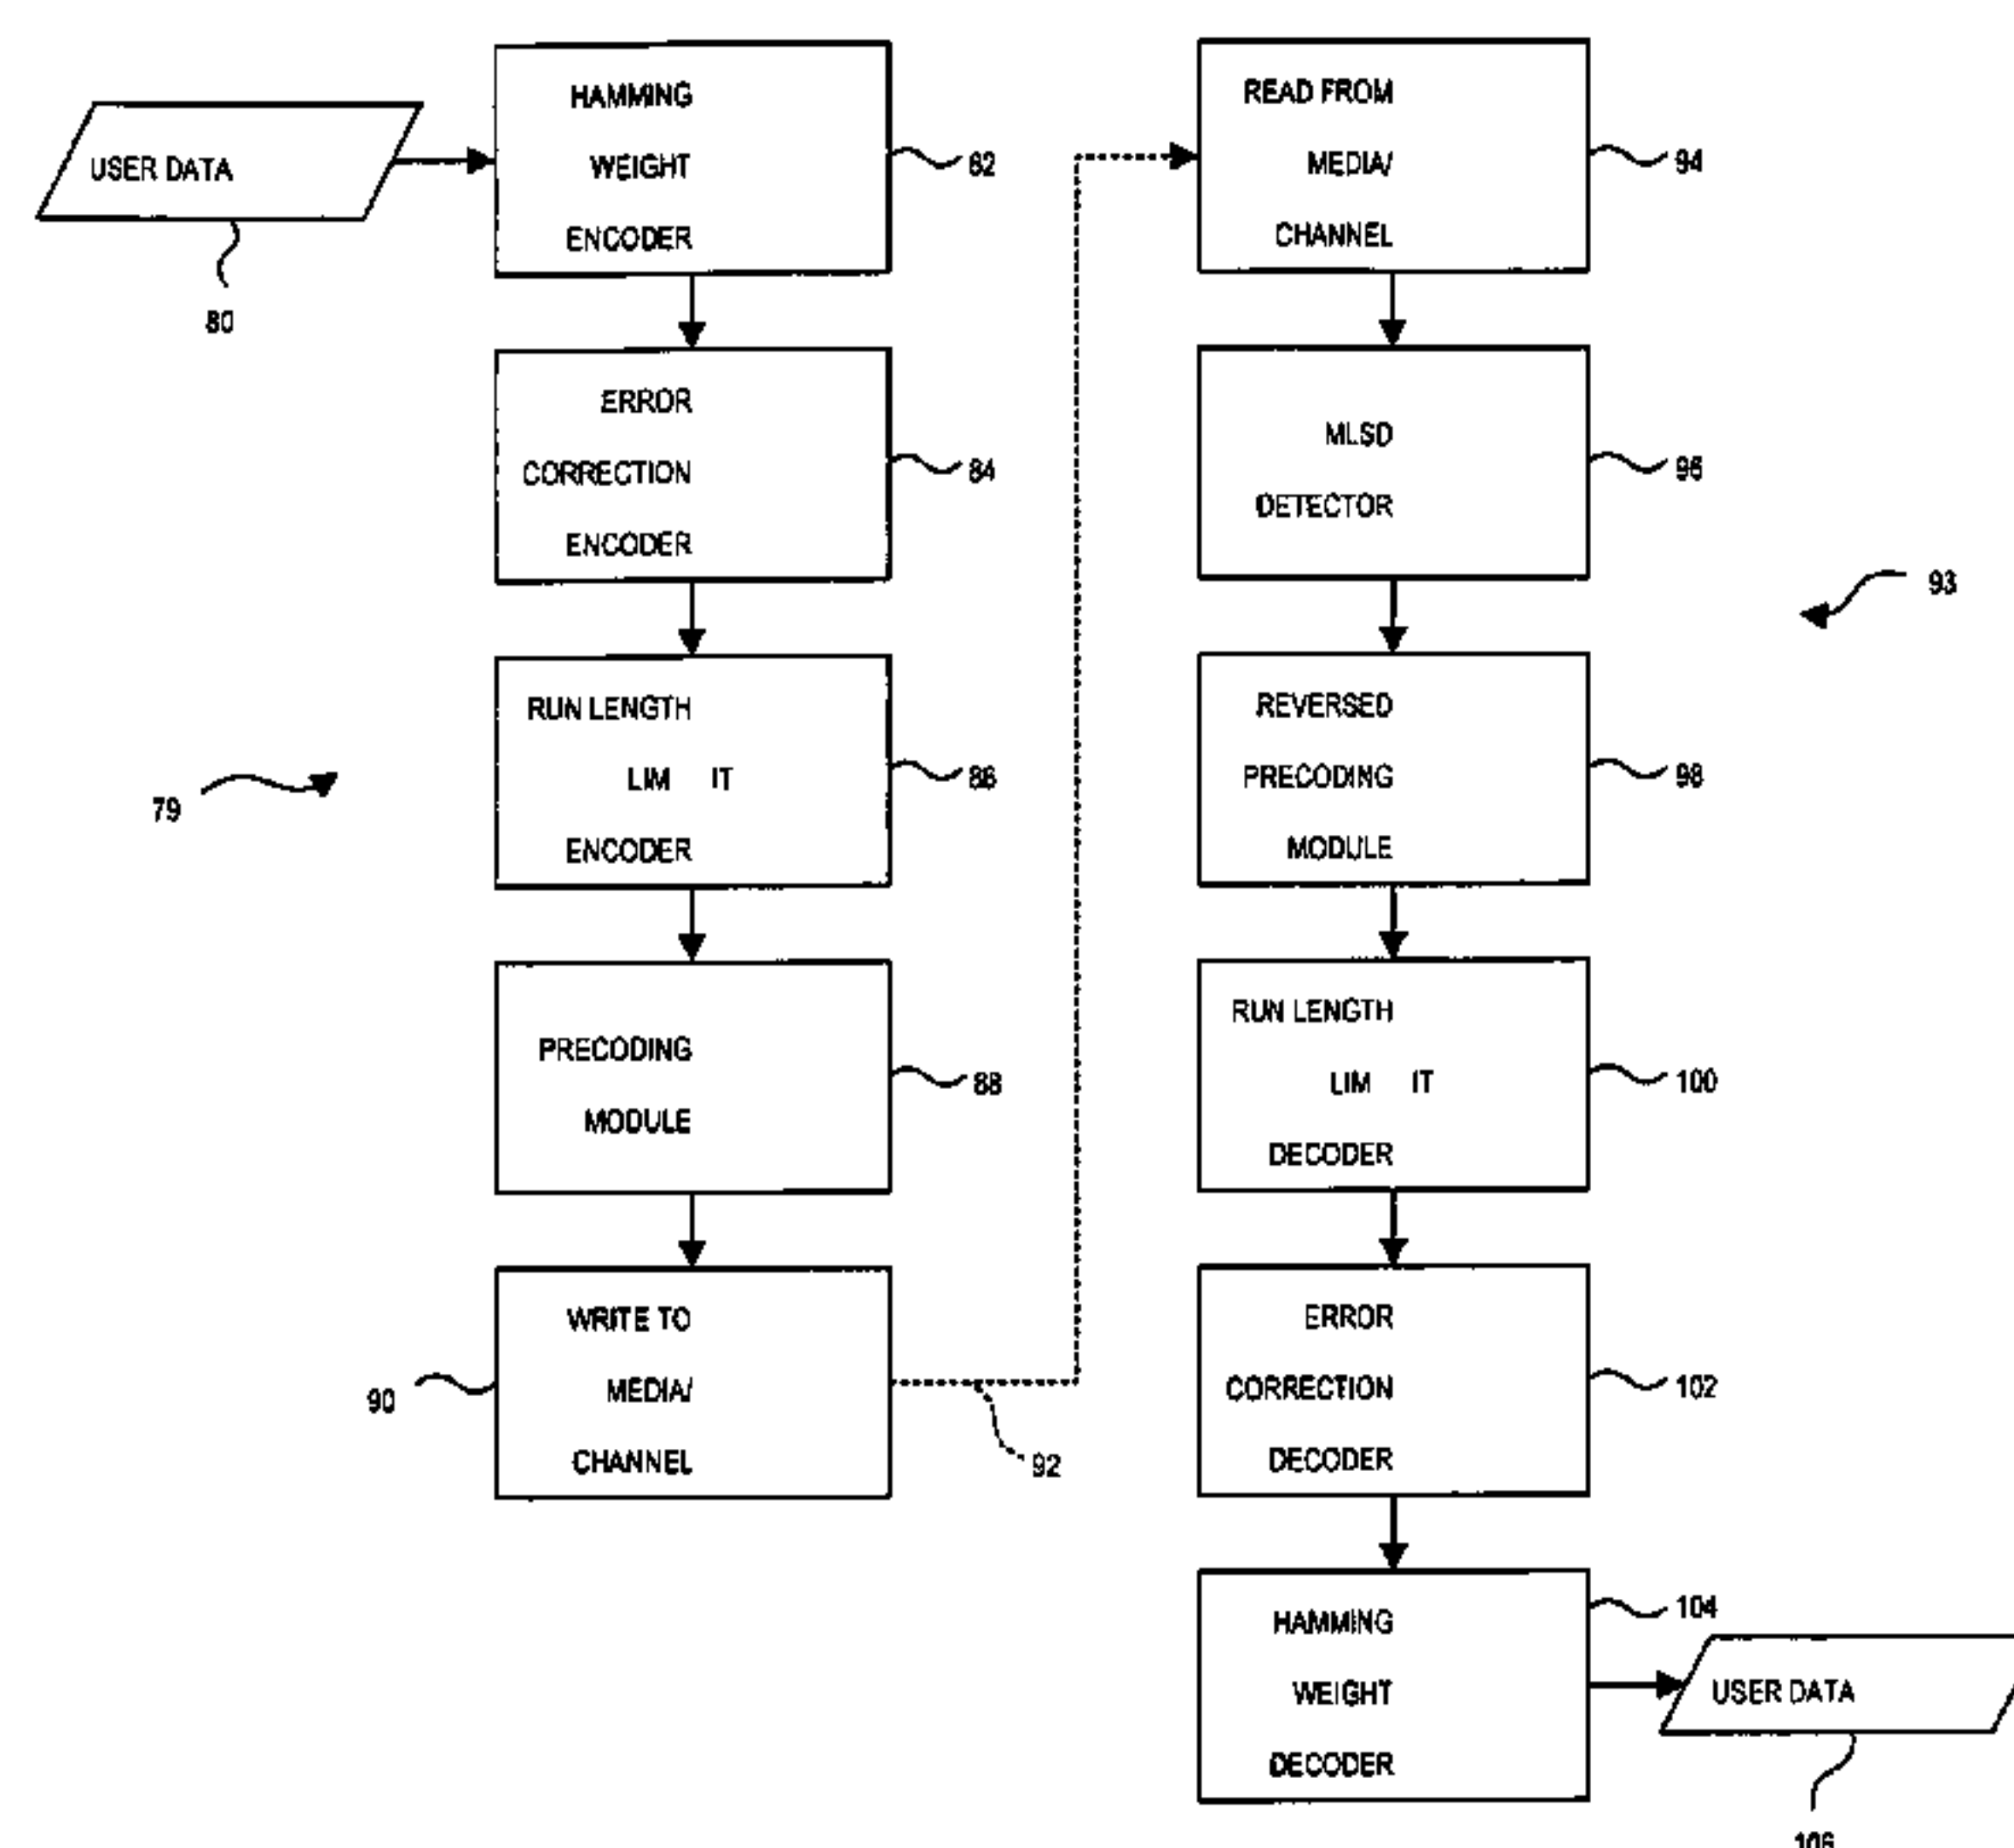 USER DATA
80
HAMMING
WEIGHT
ENCODER
82
ERROR
CORRECTION
ENCODER
84
RUN LENGTH
LIM IT
ENCODER
86
79
PRECODING
MODULE
88
WRITE TO
MEDIA/
CHANNEL
90
92
READ FROM
MEDIA/
CHANNEL
94
MLSD
DETECTOR
96
93
REVERSED
PRECODING
MODULE
98
RUN LENGTH
LIM IT
DECODER
100
ERROR
CORRECTION
DECODER
102
HAMMING
WEIGHT
DECODER
104
USER DATA
106